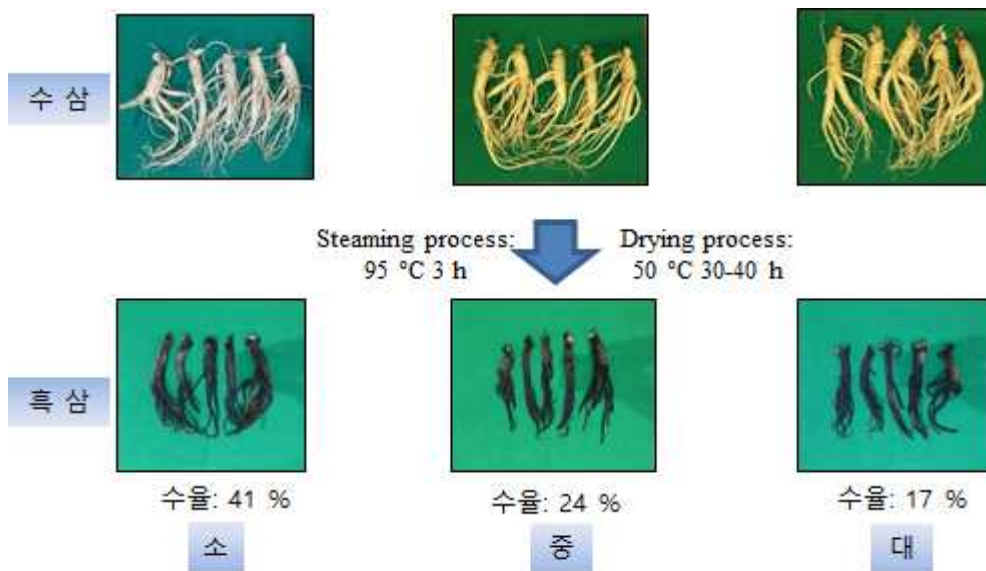 수 삼
Steaming process:
95 ℃ 3 h
Drying process:
50 ℃ 30-40 h
흑 삼
수율: 41 %
수율: 24 %
수율: 17 %
소
중
대